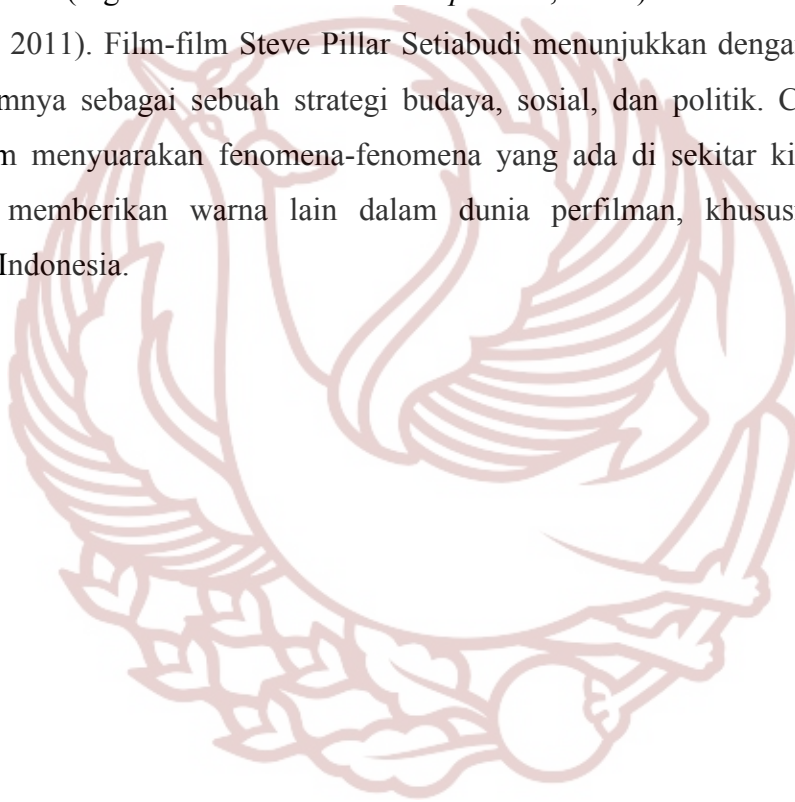 2011). Film-film Steve Pillar Setiabudi menunjukkan denga
mnya sebagai sebuah strategi budaya, sosial, dan politik. C
m menyuarakan fenomena-fenomena yang ada di sekitar ki
memberikan warna lain dalam dunia perfilman, khusus
Indonesia.